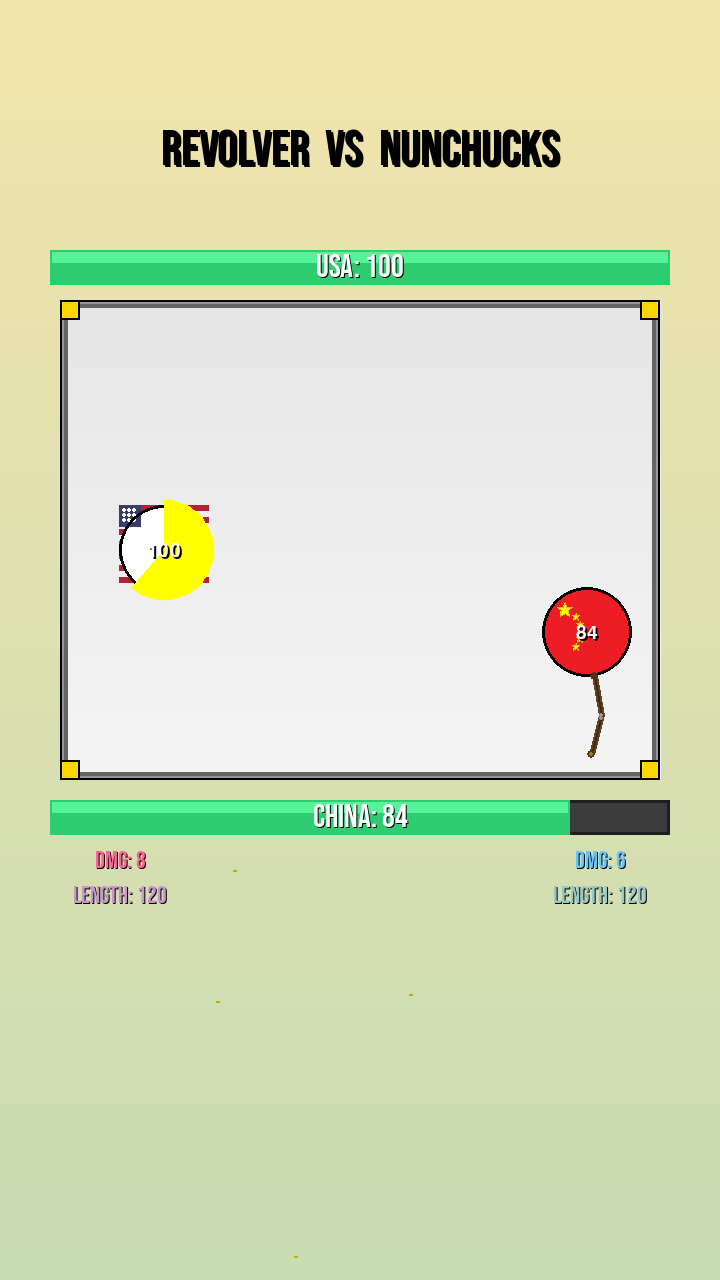 REVOLVER VS NUNCHUCKS
USA: 100
100
84
CHINA: 84
DMG: 8
DMG: 6
LENGTH: 120
LENGTH: 120